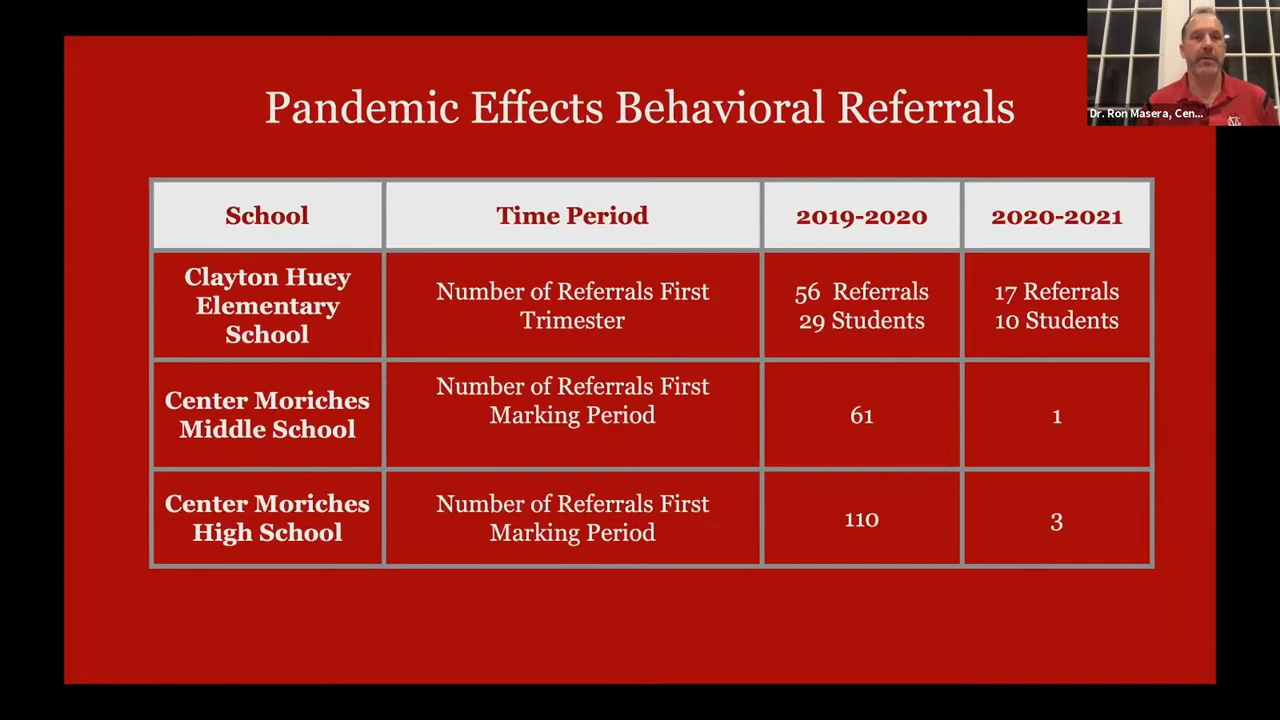 Pandemic Effects Behavioral Referrals
Dr. Ron Masera, Cen...
School
Time Period
2019-2020
2020-2021
Clayton Huey
Elementary
School
Number of Referrals First
Trimester
56 Referrals
29 Students
17 Referrals
10 Students
Center Moriches
Middle School
Number of Referrals First
Marking Period
61
1
Center Moriches
High School
Number of Referrals First
Marking Period
110
3